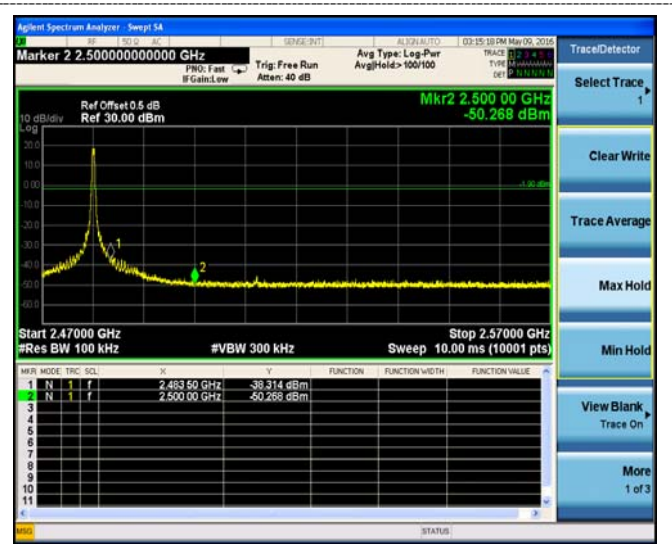 Agilent Spectrum Analyzer - Swept SA
RF 50 Ω AC SENSE:INT ALIGN AUTO 03:15:18 PM May 09, 2016
Marker 2 2.500000000000 GHz
PNO: Fast
IFGain:Low
Trig: Free Run
Atten: 40 dB
Avg Type: Log-Pwr
Avg|Hold:>100/100
TRACE 1 2 3 4 5 6
TYPE M
DET P N N N N N
Trace/Detector
Select Trace
1
Clear Write
Trace Average
Max Hold
Min Hold
View Blank
Trace On
More
1 of 3
Mkr2 2.500 00 GHz
-50.268 dBm
Ref Offset 0.5 dB
10 dB/div Ref 30.00 dBm
Log
20.0
10.0
0.00
-1.90 dBm
-10.0
-20.0
-30.0
-40.0
-50.0
-60.0
1
2
Start 2.47000 GHz Stop 2.57000 GHz
#Res BW 100 kHz #VBW 300 kHz Sweep 10.00 ms (10001 pts)
MKR MODE TRC SCL X Y FUNCTION FUNCTION WIDTH FUNCTION VALUE
1 N 1 f 2.483 50 GHz -38.314 dBm
2 N 1 f 2.500 00 GHz -50.268 dBm
3
4
5
6
7
8
9
10
11
MSG STATUS